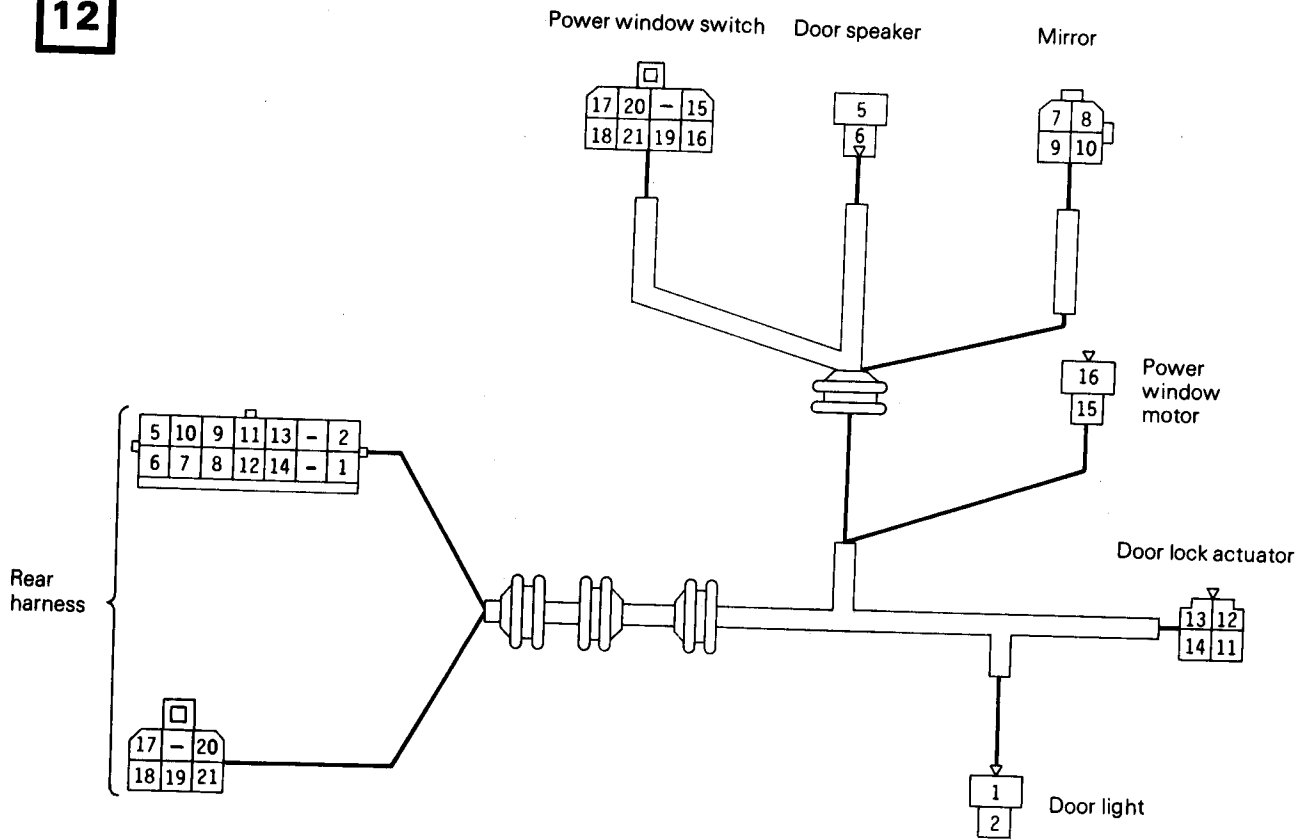 12
Power window switch
Door speaker
Mirror
17 20 – 15
18 21 19 16
5
6
7 8
9 10
16
15
Power
window
motor
5 10 9 11 13 – 2
6 7 8 12 14 – 1
Rear
harness
Door lock actuator
13 12
14 11
17 – 20
18 19 21
1
2
Door light